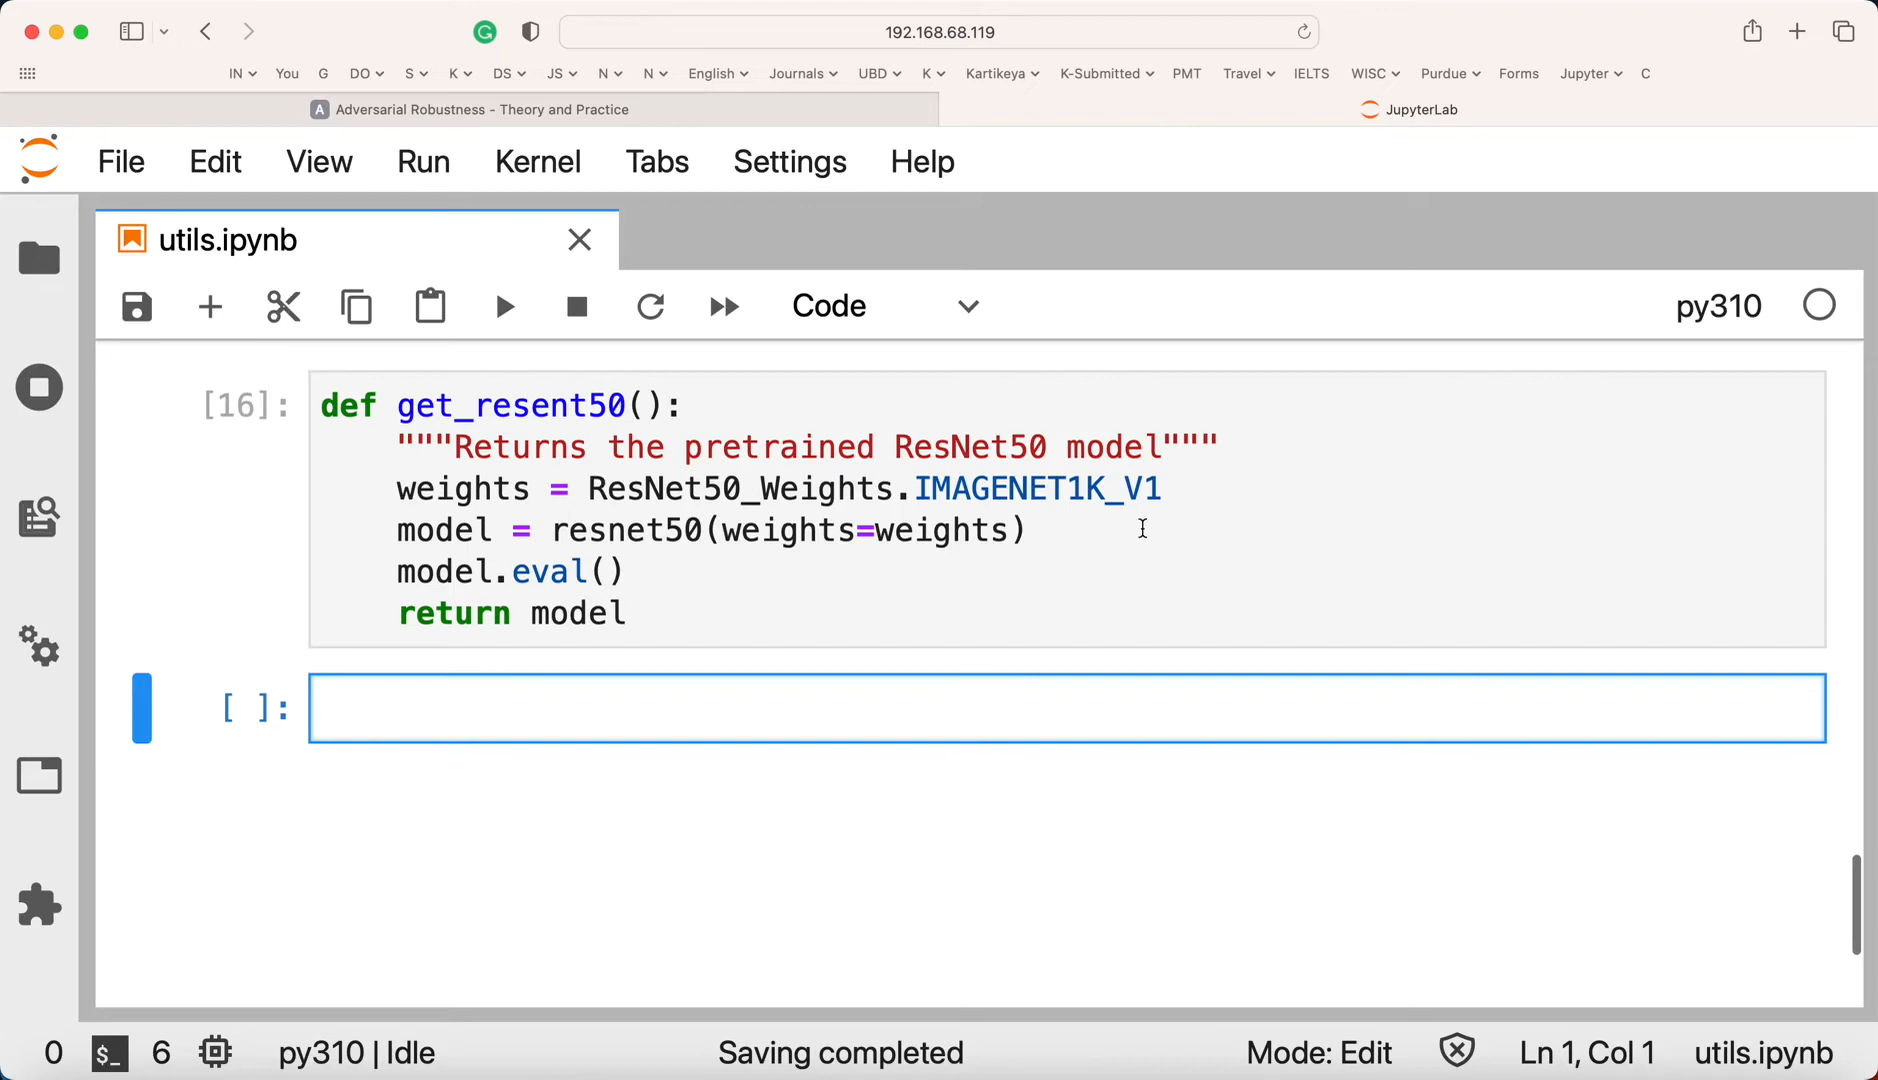 192.168.68.119
IN You G DO S K DS JS N N English Journals UBD K Kartikeya K-Submitted PMT Travel IELTS WISC Purdue Forms Jupyter C
A Adversarial Robustness - Theory and Practice JupyterLab
File Edit View Run Kernel Tabs Settings Help
utils.ipynb
Code py310
[16]: def get_resent50():
"""Returns the pretrained ResNet50 model"""
weights = ResNet50_Weights.IMAGENET1K_V1
model = resnet50(weights=weights)
model.eval()
return model
[ ]:
0 $_ 6 py310 | Idle Saving completed Mode: Edit Ln 1, Col 1 utils.ipynb